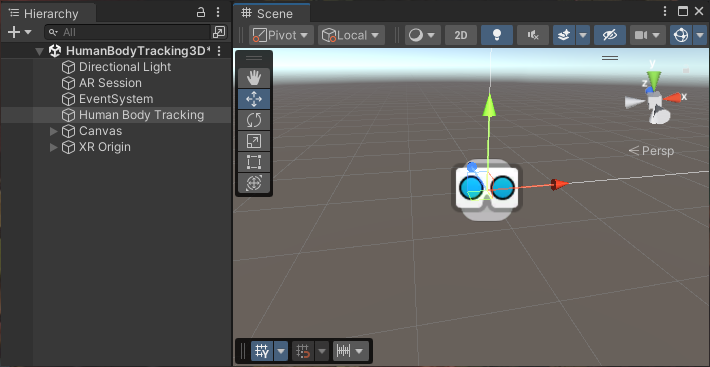 Hierarchy
All
HumanBodyTracking3D*
Directional Light
AR Session
EventSystem
Human Body Tracking
Canvas
XR Origin
Scene
Pivot
Local
2D
y
z
x
Persp
Y